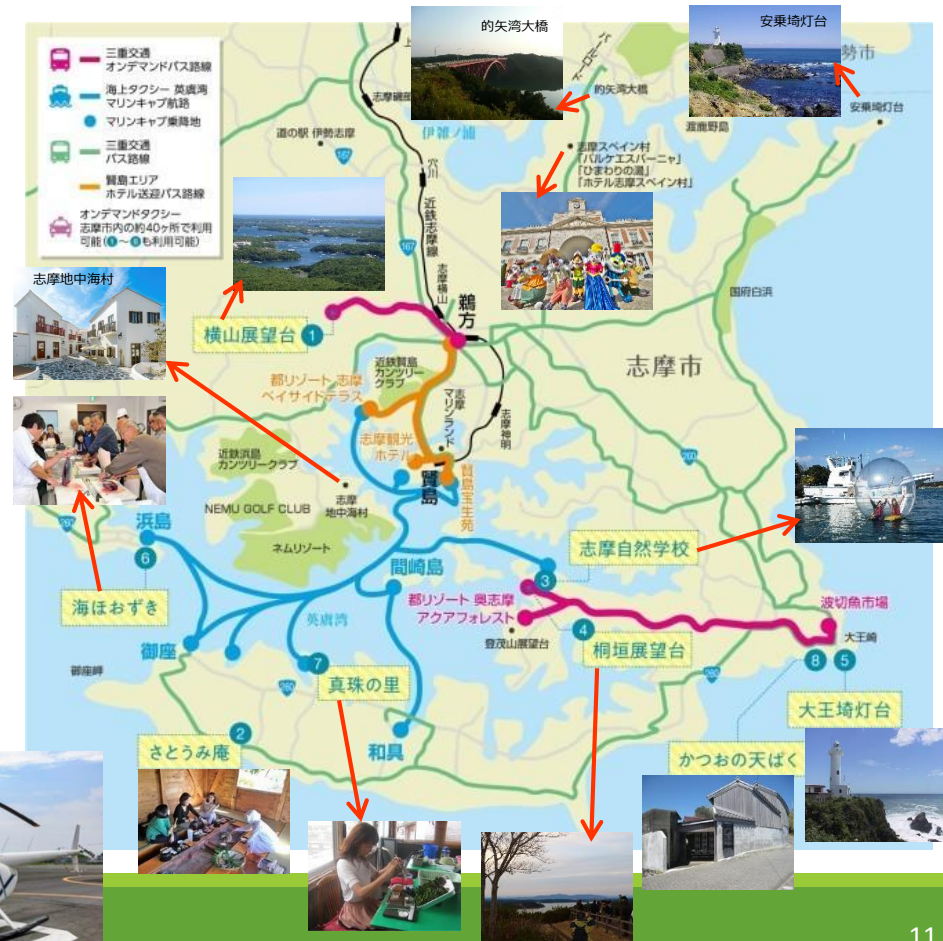 三重交通
オンデマンドバス路線
海上タクシー 英虞湾
マリンキャブ航路
マリンキャブ乗降地
三重交通
バス路線
賢島エリア
ホテル送迎バス路線
オンデマンドタクシー
志摩市内の約40ヶ所で利用
可能(①～⑧も利用可能)
的矢湾大橋
安乗埼灯台
勢市
志摩磯部
パールロード
的矢湾大橋
安乗埼灯台
伊雑ノ浦
渡鹿野島
道の駅 伊勢志摩
167
穴川
志摩スペイン村
「パルケエスパーニャ」
「ひまわりの湯」
「ホテル志摩スペイン村」
近鉄志摩線
167
志摩横山
国府白浜
志摩地中海村
鵜方
横山展望台 1
志摩市
近鉄賢島
カンツリー
クラブ
都リゾート 志摩
ベイサイドテラス
志摩
マリンランド
志摩神明
志摩観光
ホテル
260
近鉄浜島
カンツリークラブ
賢島
賢島宝生苑
NEMU GOLF CLUB
志摩
地中海村
260
浜島
6
ネムリゾート
志摩自然学校
間崎島
3
海ほおずき
都リゾート 奥志摩
アクアフォレスト
波切魚市場
英虞湾
4
登茂山展望台
桐垣展望台
大王崎
御座
御座岬
7
8
5
260
真珠の里
260
大王埼灯台
2
さとうみ庵
和具
かつおの天ぱく
11